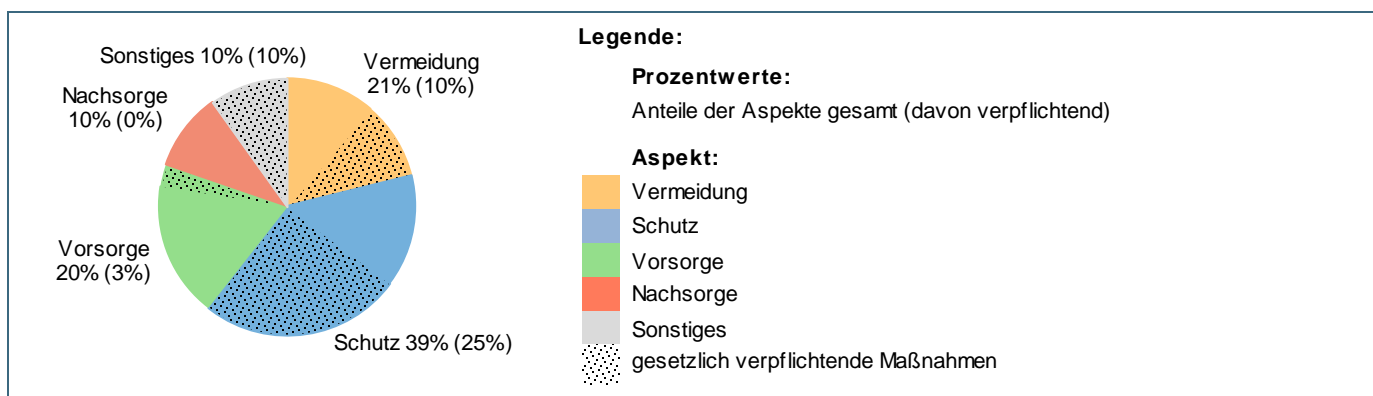 Sonstiges 10% (10%)
Vermeidung
21% (10%)
Nachsorge
10% (0%)
Vorsorge
20% (3%)
Schutz 39% (25%)
Legende:
Prozentwerte:
Anteile der Aspekte gesamt (davon verpflichtend)
Aspekt:
Vermeidung
Schutz
Vorsorge
Nachsorge
Sonstiges
gesetzlich verpflichtende Maßnahmen